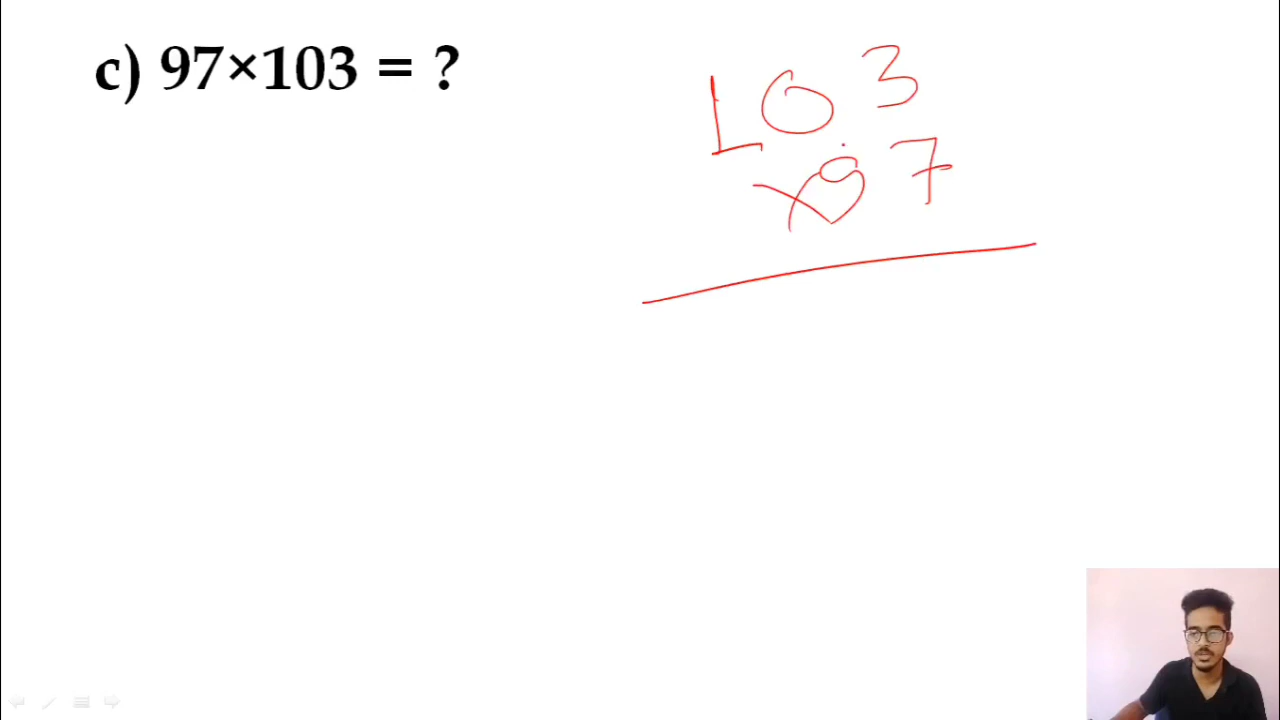 c) 97×103 = ?
103
×97